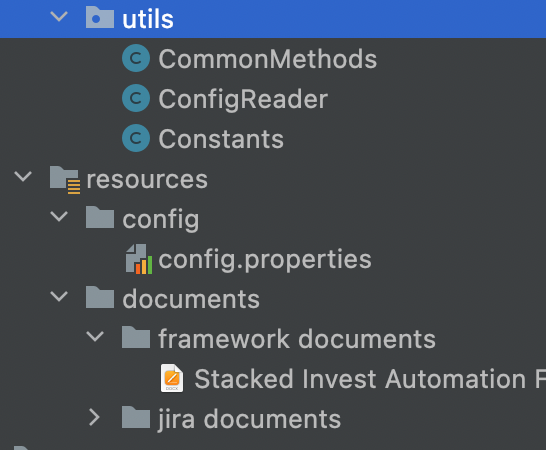 utils
CommonMethods
ConfigReader
Constants
resources
config
config.properties
documents
framework documents
Stacked Invest Automation F
jira documents